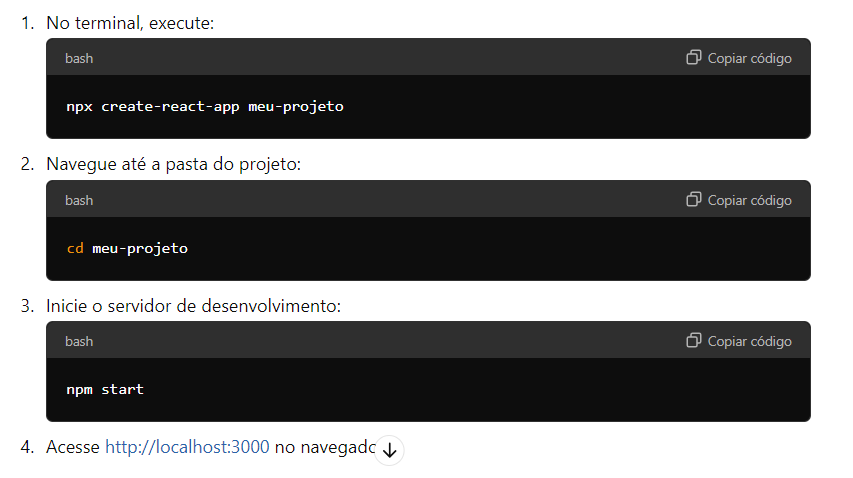 1. No terminal, execute:
bash Copiar código
npx create-react-app meu-projeto
2. Navegue até a pasta do projeto:
bash Copiar código
cd meu-projeto
3. Inicie o servidor de desenvolvimento:
bash Copiar código
npm start
4. Acesse http://localhost:3000 no